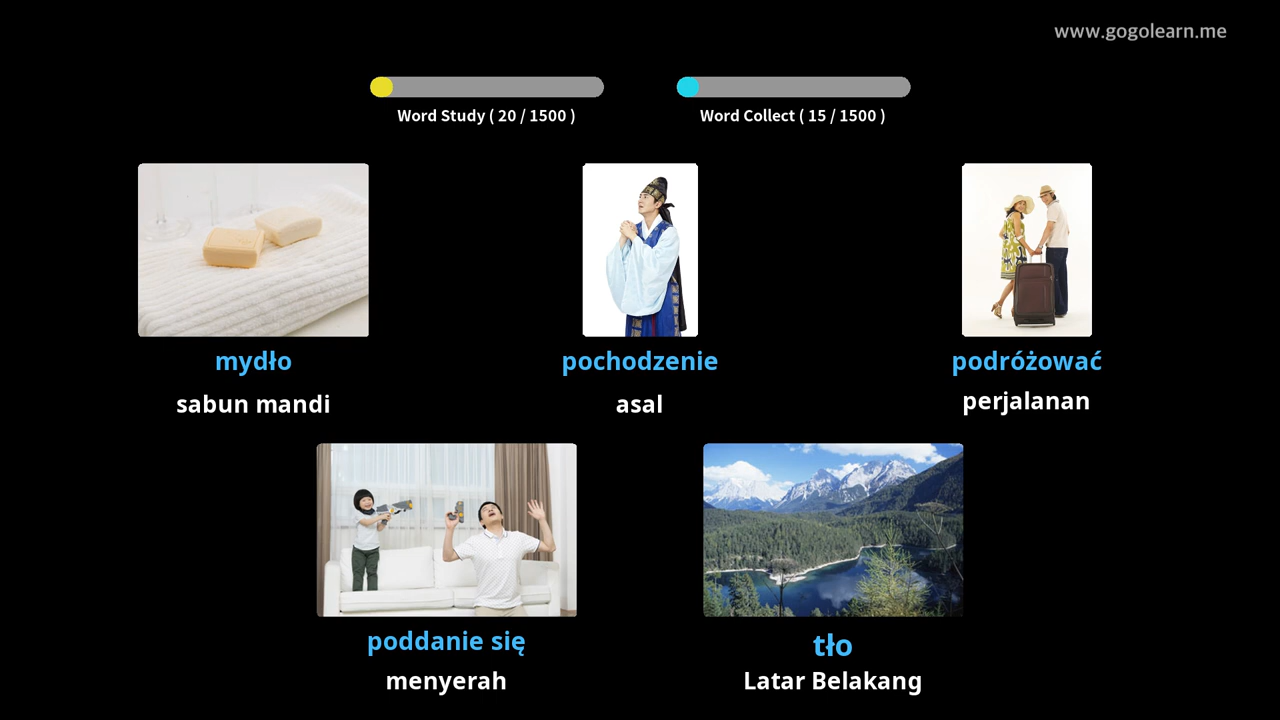 www.gogolearn.me
Word Study ( 20 / 1500 )
Word Collect ( 15 / 1500 )
mydło
pochodzenie
podróżować
sabun mandi
asal
perjalanan
poddanie się
tło
menyerah
Latar Belakang